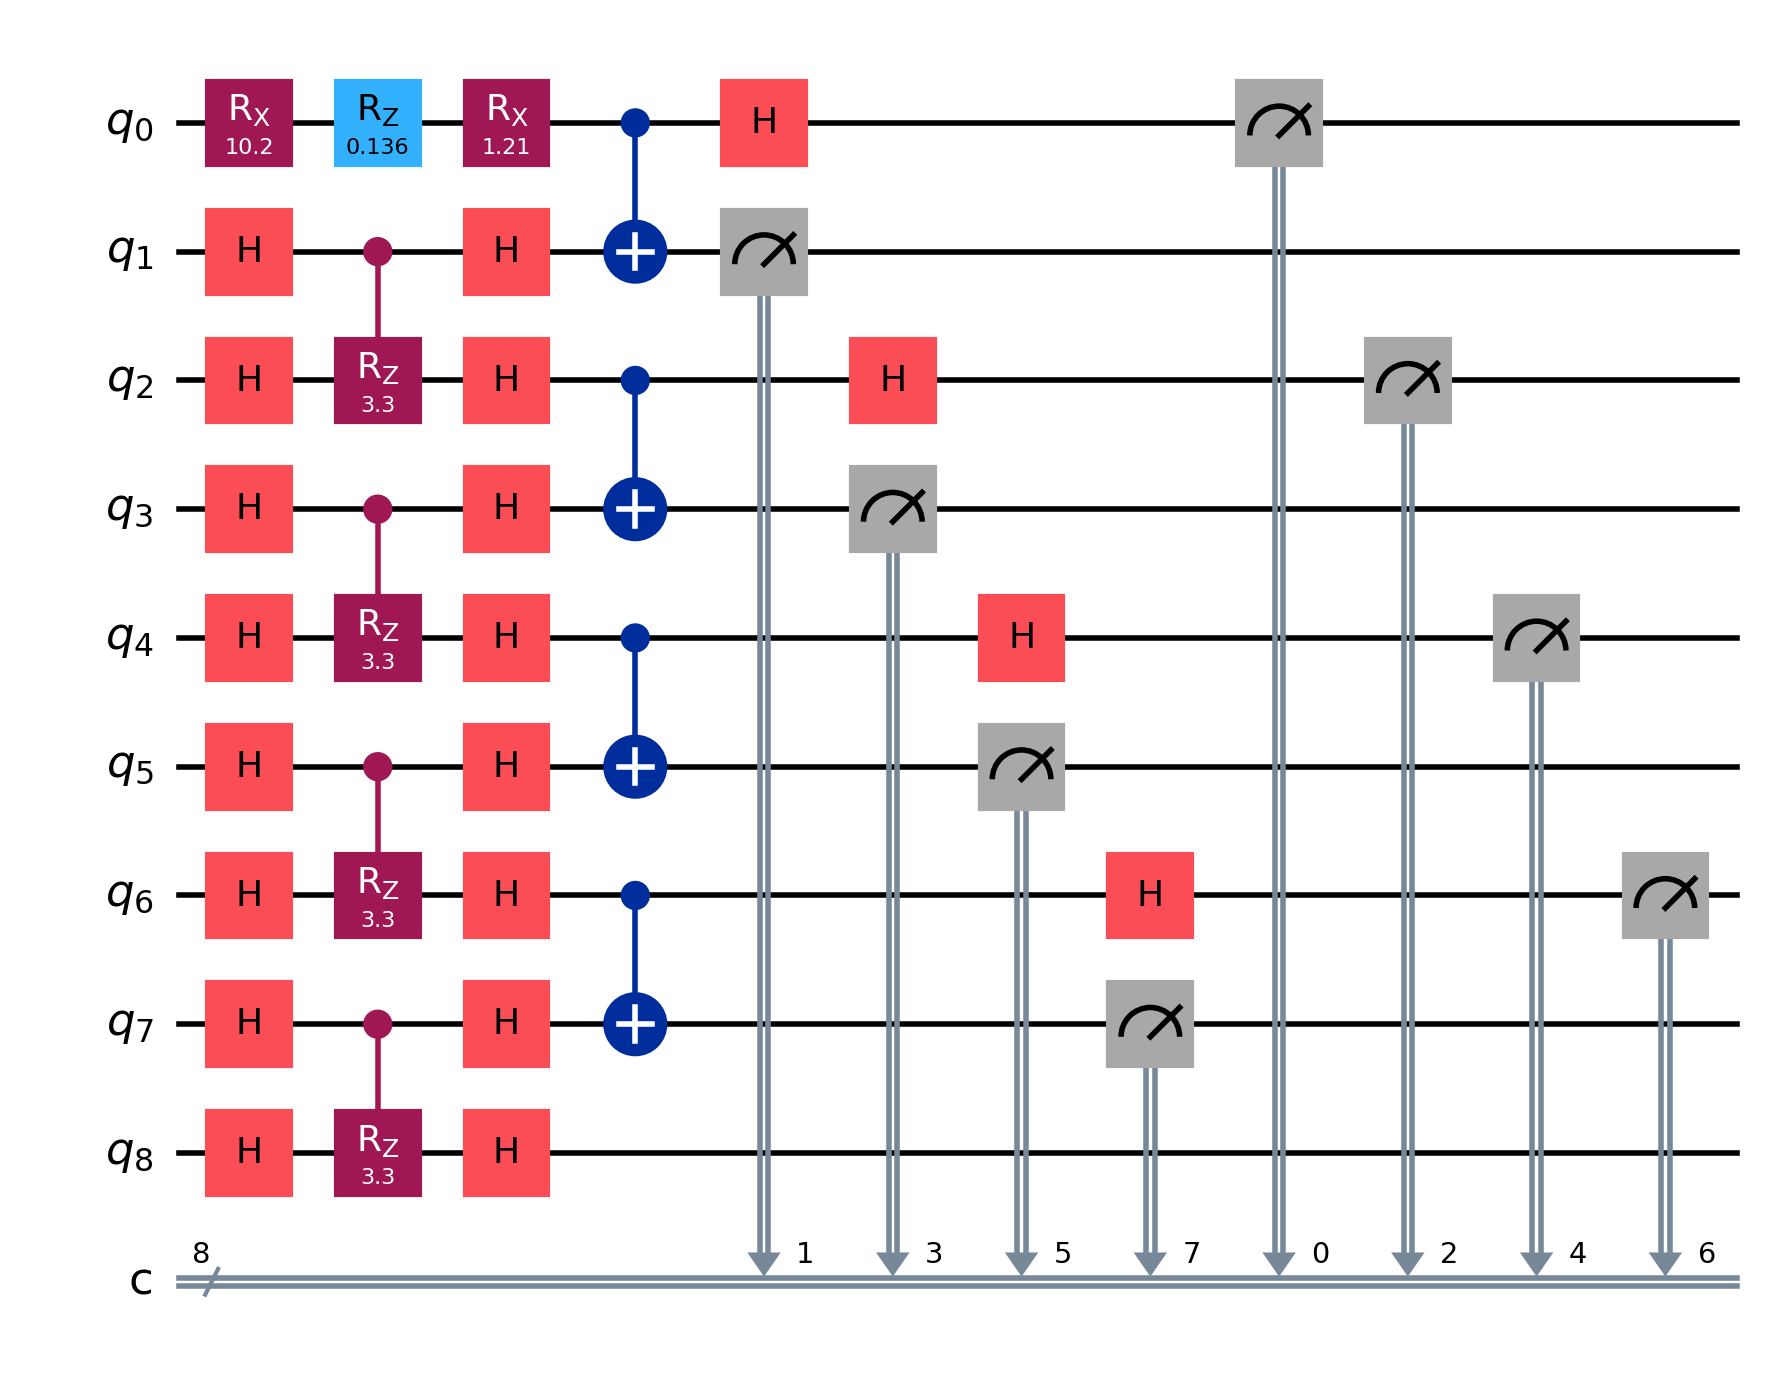 q0 RX 10.2 RZ 0.136 RX 1.21 H
q1 H H
q2 H RZ 3.3 H H
q3 H H
q4 H RZ 3.3 H H
q5 H H
q6 H RZ 3.3 H H
q7 H H
q8 H RZ 3.3 H
c 8 1 3 5 7 0 2 4 6